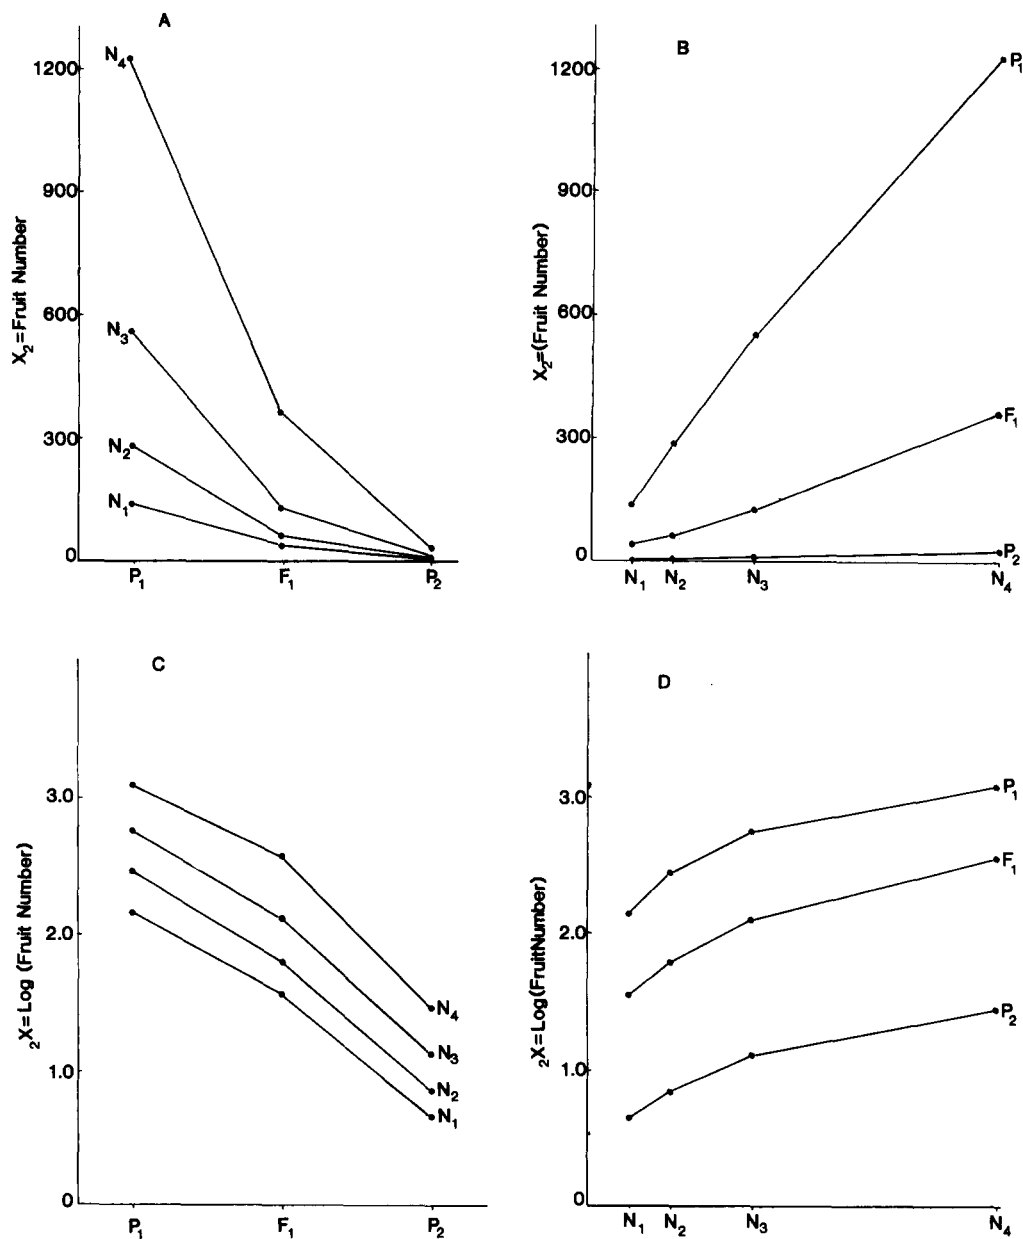 A
X₂=Fruit Number
1200
900
600
300
0
N₄
N₃
N₂
N₁
P₁
F₁
P₂
B
X₂=(Fruit Number)
1200
900
600
300
0
P₁
F₁
P₂
N₁
N₂
N₃
N₄
C
₂X=Log (Fruit Number)
3.0
2.0
1.0
0
N₄
N₃
N₂
N₁
P₁
F₁
P₂
D
₂X=Log(FruitNumber)
3.0
2.0
1.0
0
P₁
F₁
P₂
N₁
N₂
N₃
N₄